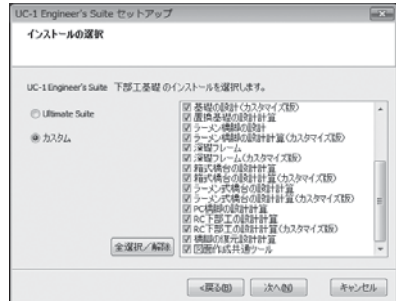 UC-1 Engineer's Suite セットアップ
インストールの選択
UC-1 Engineer's Suite 下部工基礎 のインストールを選択します。
Ultimate Suite
カスタム
基礎の設計(カスタマイズ版)
置換基礎の設計計算
ラーメン橋脚の設計
ラーメン橋脚の設計計算(カスタマイズ版)
深礎フレーム
深礎フレーム(カスタマイズ版)
箱式橋台の設計計算
箱式橋台の設計計算(カスタマイズ版)
ラーメン式橋台の設計計算
ラーメン式橋台の設計計算(カスタマイズ版)
PC橋脚の設計計算
RC下部工の設計計算
RC下部工の設計計算(カスタマイズ版)
橋脚の復元設計計算
図面作成共通ツール
全選択/解除
<戻る(B)
次へ(N)
キャンセル